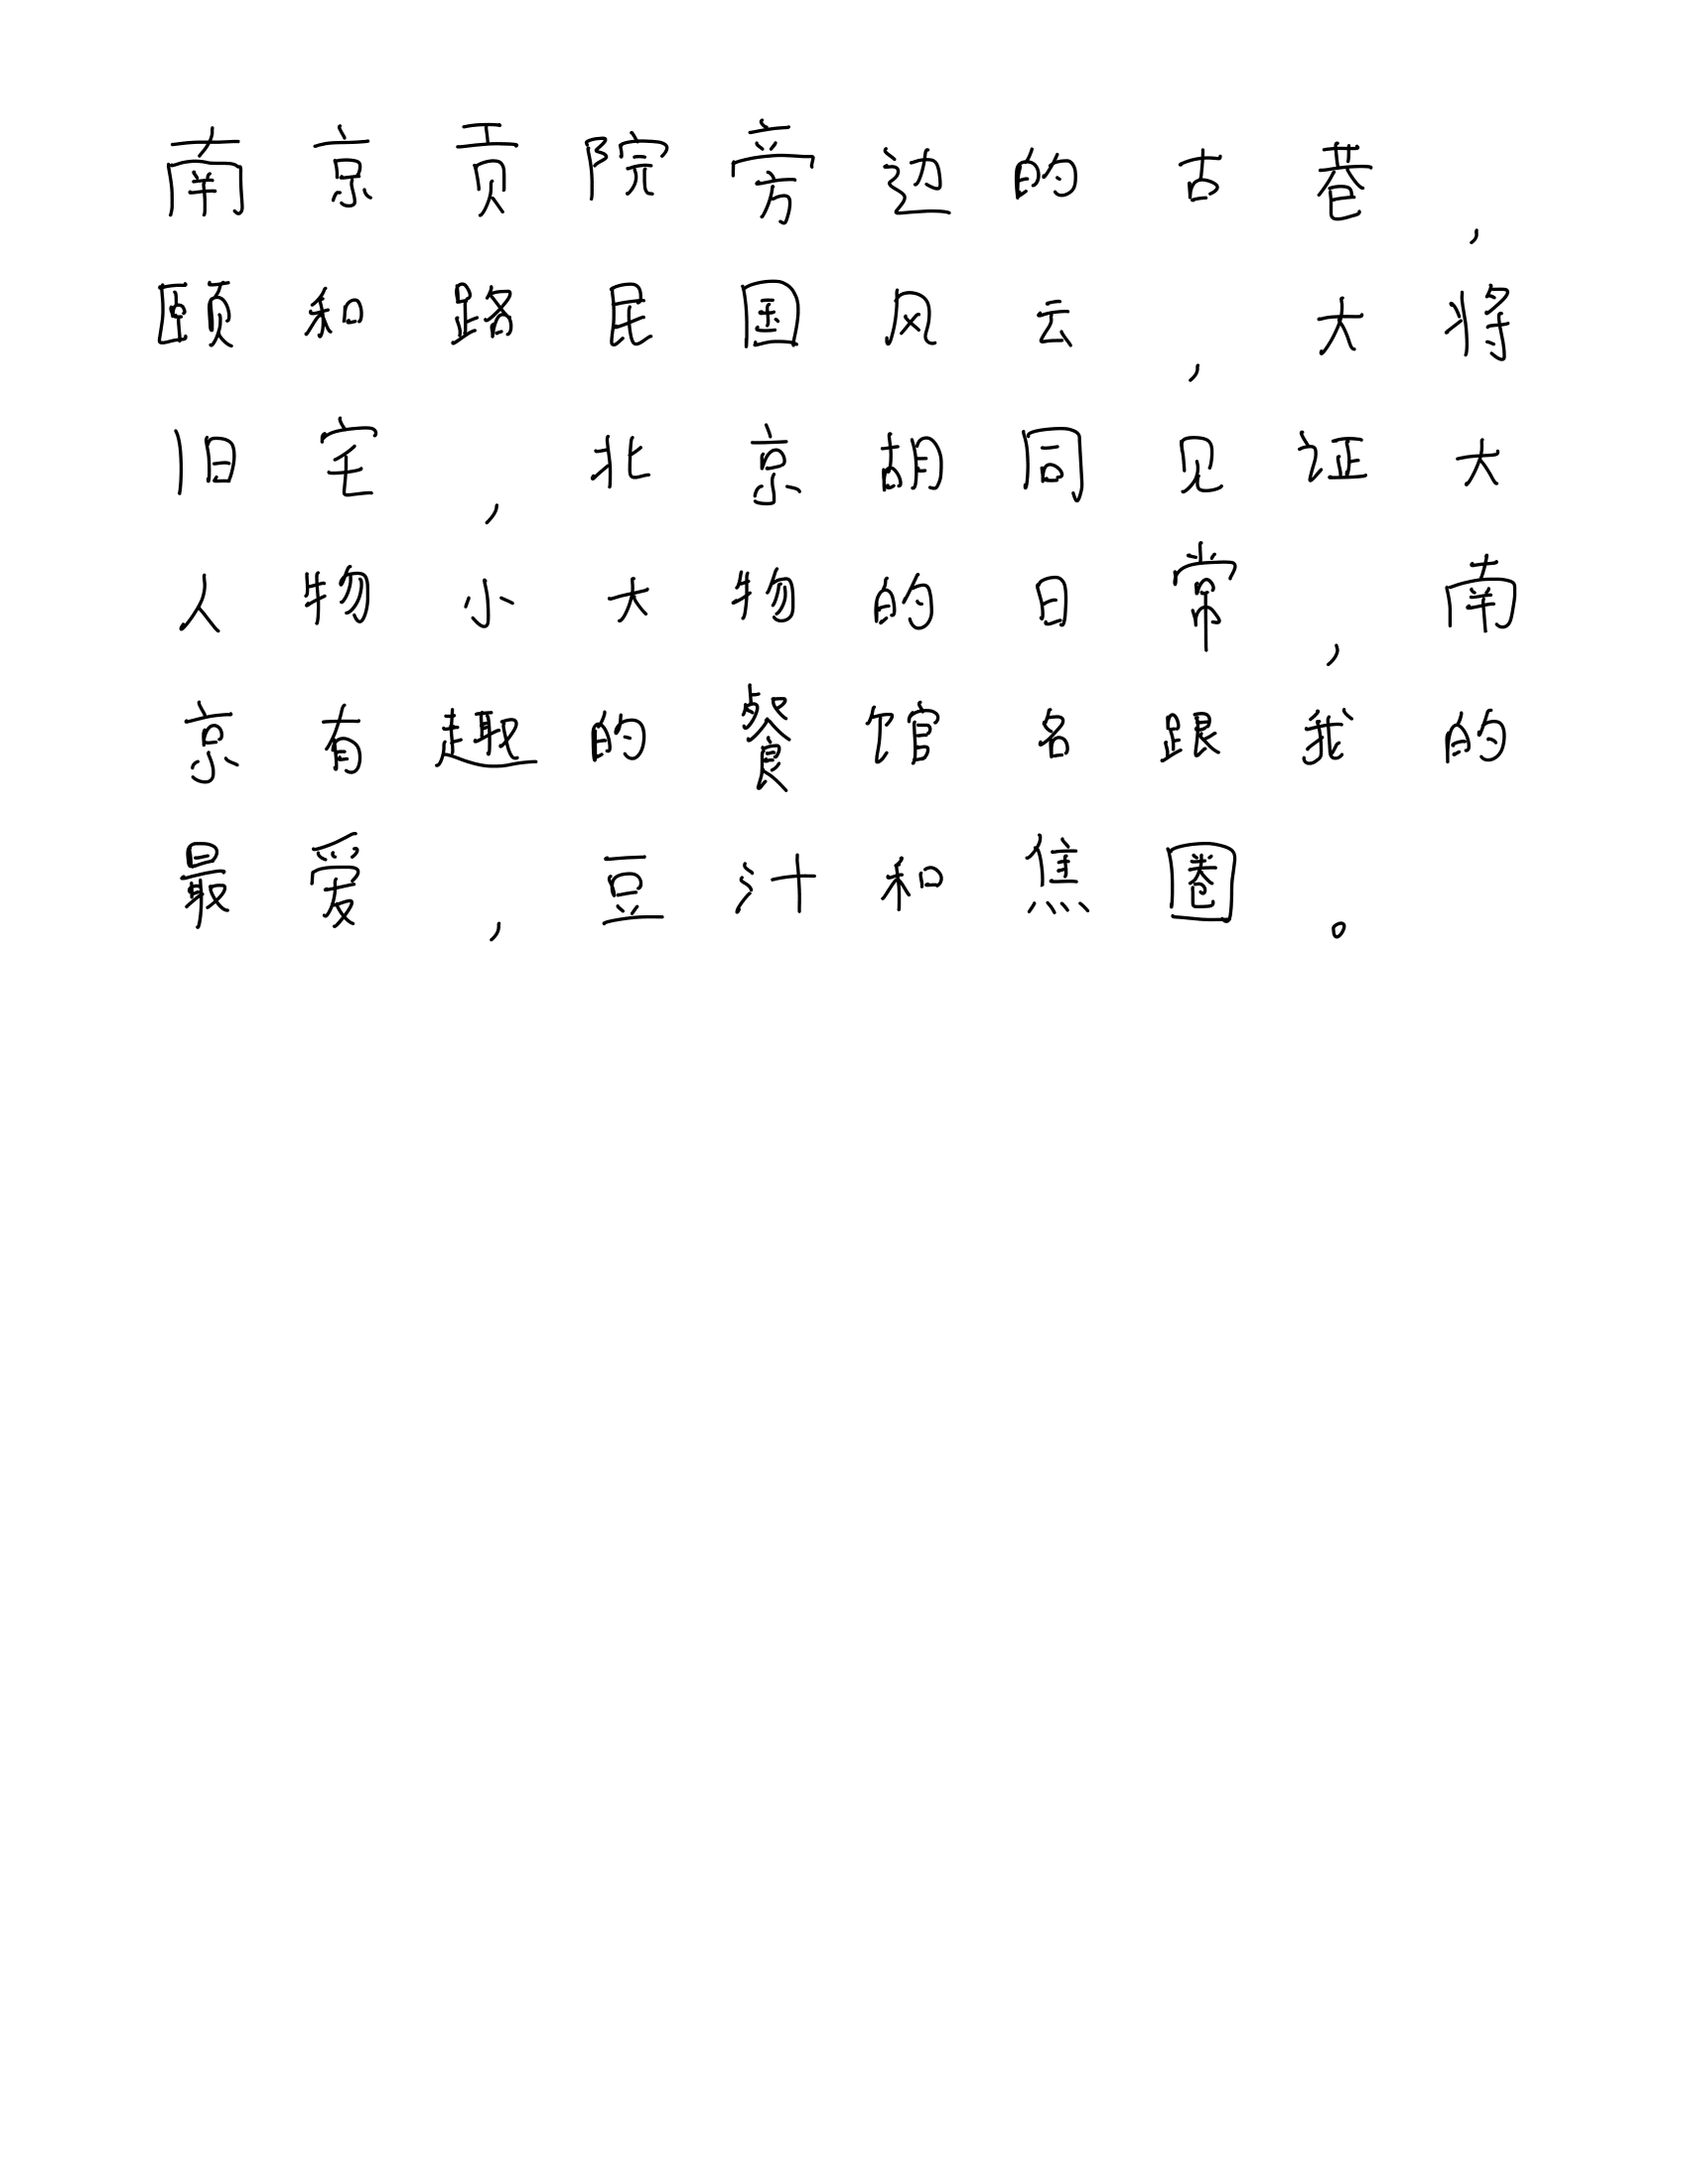 南京贡院旁边的古巷,
颐和路民国风云,大将
旧宅,北京胡同见证大
人物小大物的日常,南
京有趣的餐馆名跟我的
最爱,豆汁和焦圈。